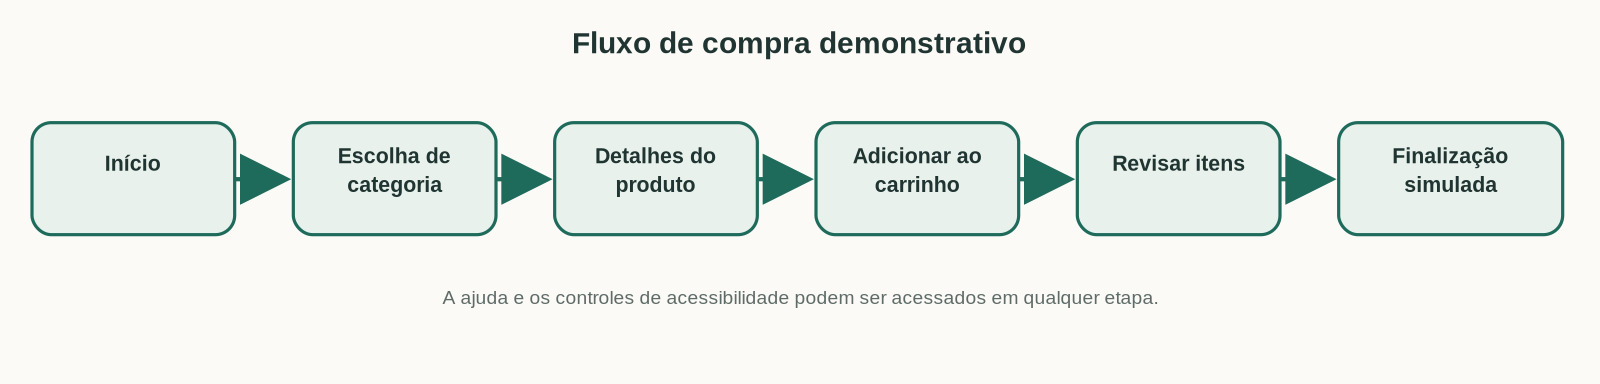 Fluxo de compra demonstrativo
Início
Escolha de
categoria
Detalhes do
produto
Adicionar ao
carrinho
Revisar itens
Finalização
simulada
A ajuda e os controles de acessibilidade podem ser acessados em qualquer etapa.